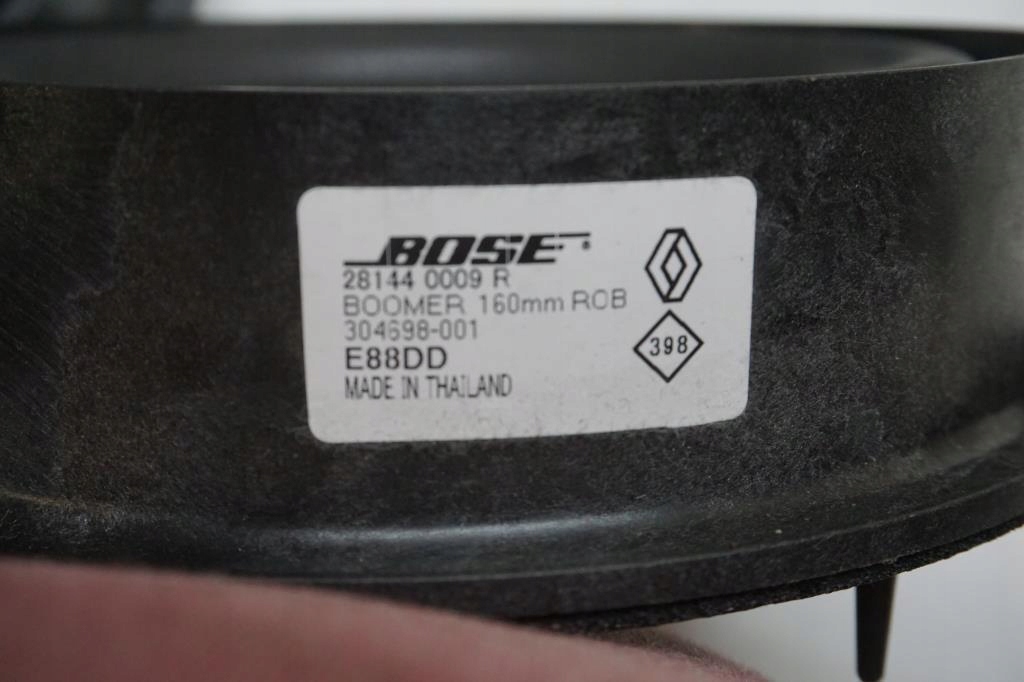 BOSE®
28144 0009 R
BOOMER 160mm ROB
304698-001
E88DD
MADE IN THAILAND
398